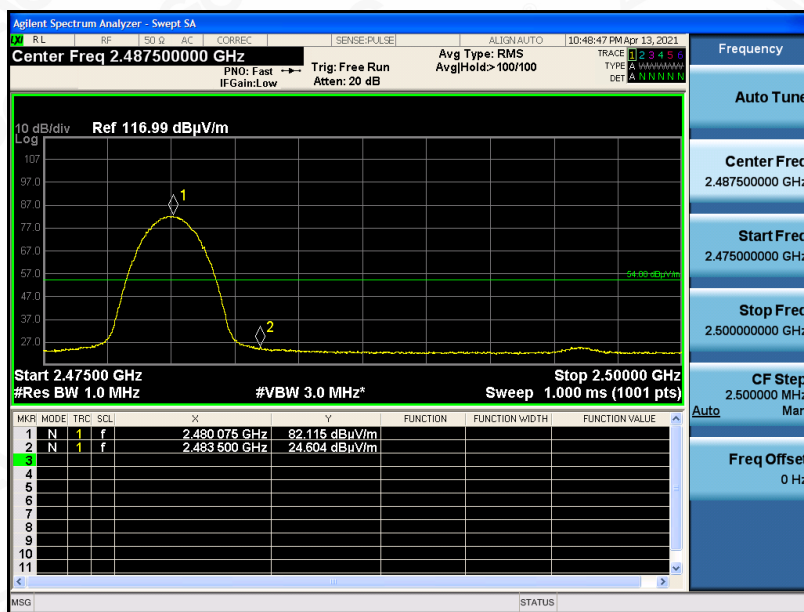 Agilent Spectrum Analyzer - Swept SA
LXI RL RF 50 Ω AC CORREC SENSE:PULSE ALIGN AUTO 10:48:47 PM Apr 13, 2021
Center Freq 2.487500000 GHz
PNO: Fast
IFGain:Low
Trig: Free Run
Atten: 20 dB
Avg Type: RMS
Avg|Hold:>100/100
TRACE 1 2 3 4 5 6
TYPE A WWWWW
DET A N N N N N
10 dB/div Ref 116.99 dBµV/m
Log
107
97.0
87.0
77.0
67.0
57.0
47.0
37.0
27.0
1
2
54.00 dBµV/m
Start 2.47500 GHz Stop 2.50000 GHz
#Res BW 1.0 MHz #VBW 3.0 MHz* Sweep 1.000 ms (1001 pts)
MKR MODE TRC SCL X Y FUNCTION FUNCTION WIDTH FUNCTION VALUE
1 N 1 f 2.480 075 GHz 82.115 dBµV/m
2 N 1 f 2.483 500 GHz 24.604 dBµV/m
3
4
5
6
7
8
9
10
11
MSG STATUS
Frequency
Auto Tune
Center Freq
2.487500000 GHz
Start Freq
2.475000000 GHz
Stop Freq
2.500000000 GHz
CF Step
2.500000 MHz
Auto Man
Freq Offset
0 Hz